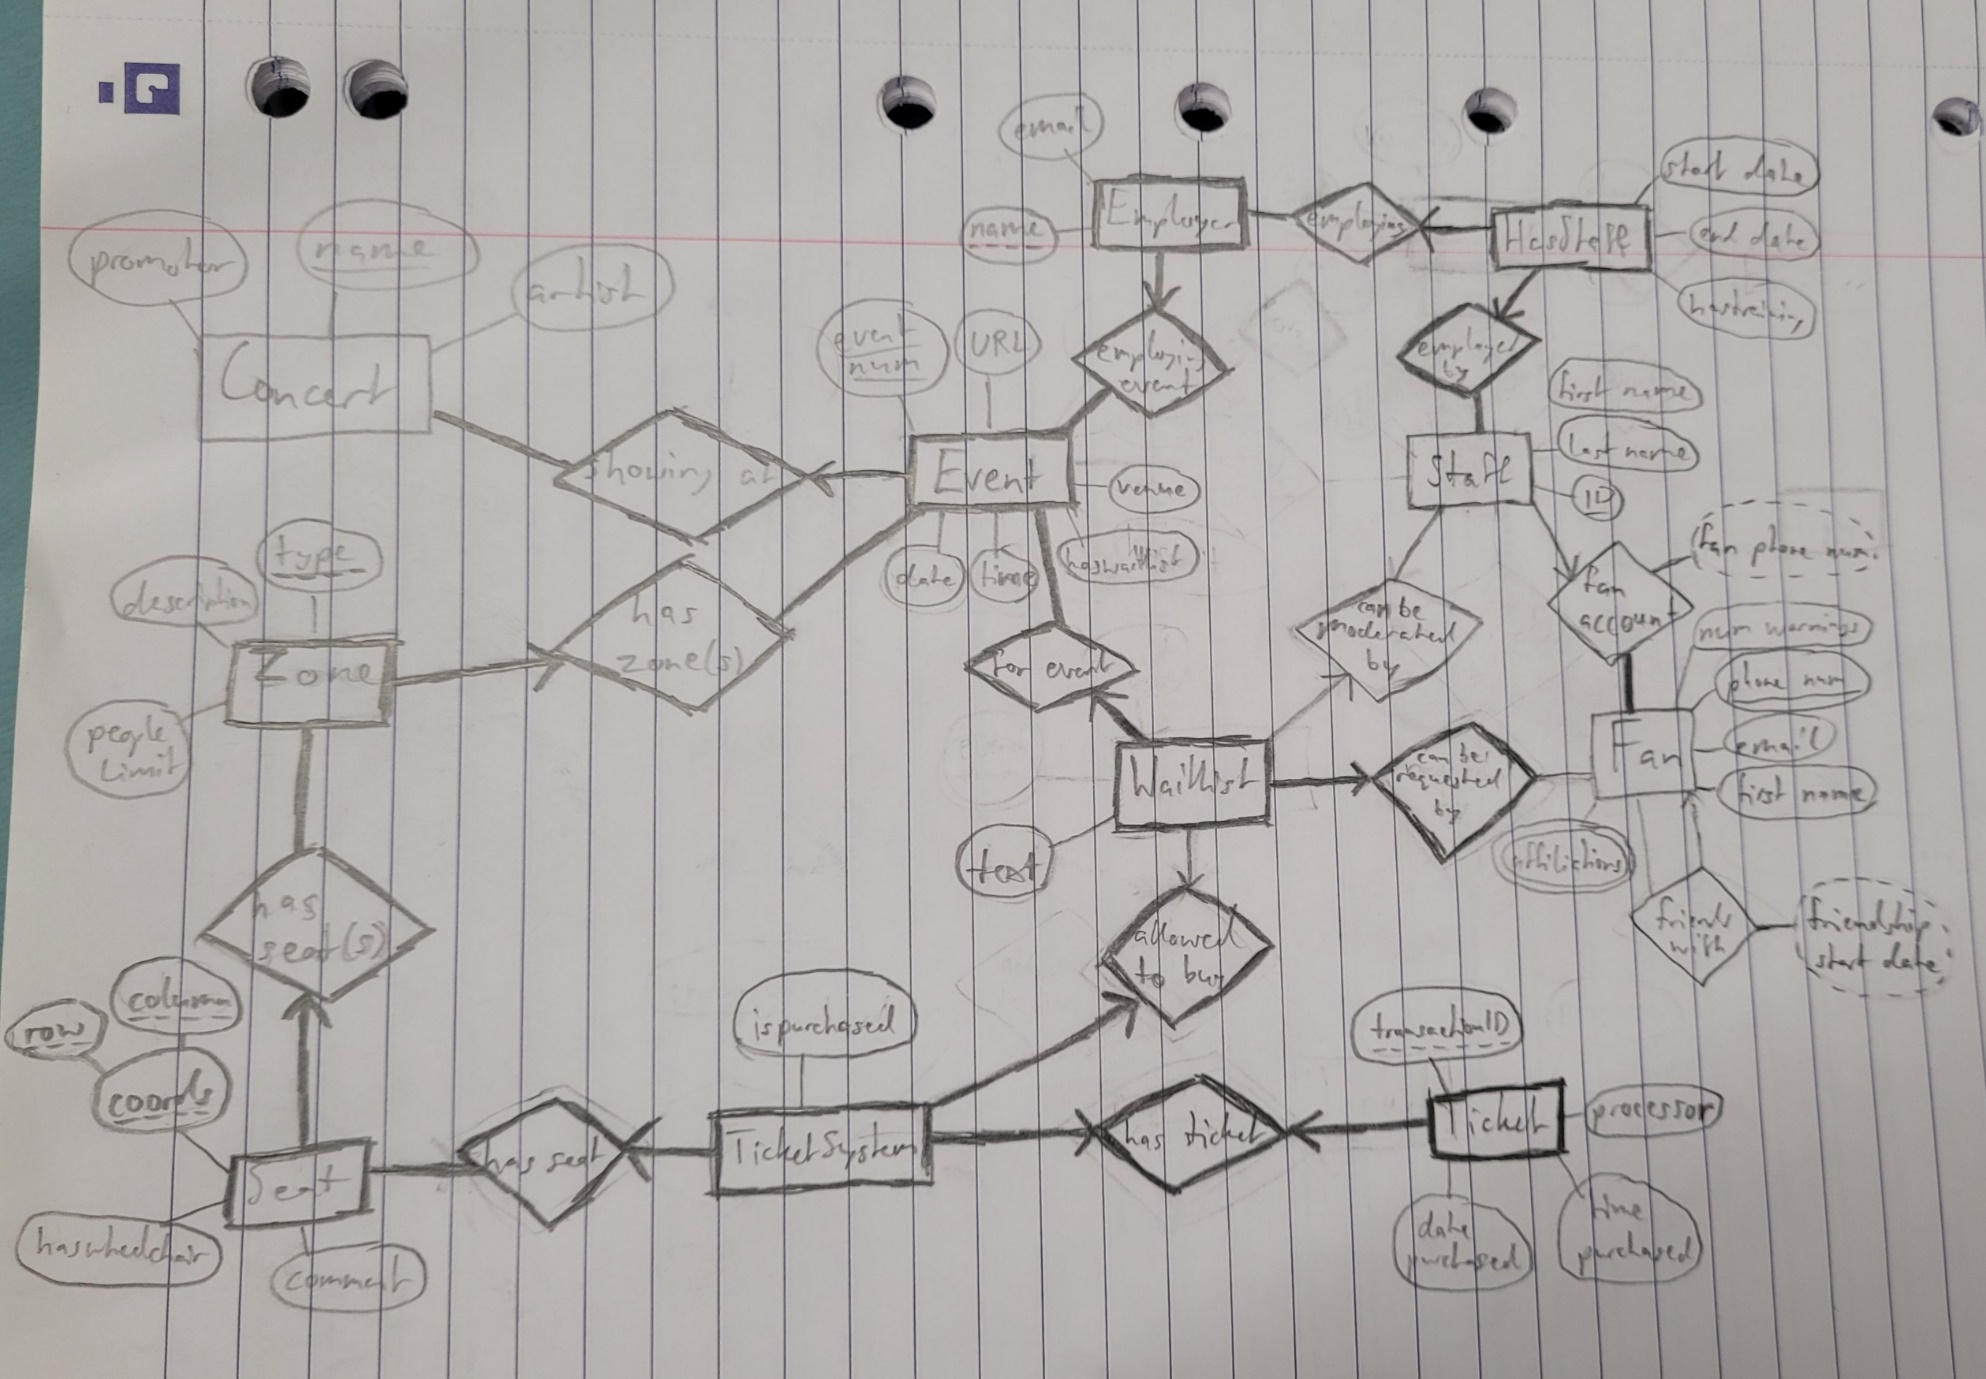 email
Employer
name
start date
HasStaff
employing
end date
hastraining
promoter
name
artist
Concert
event
num
URL
employing
event
employed
by
first name
last name
Staff
ID
showing at
Event
venue
haswaitlist
date
time
fan phone num.
fan
account
type
description
Zone
has
zone(s)
for event
can be
moderated
by
num warnings
phone num
email
first name
Fan
people
Limit
Waitlist
can be
requested
by
text
affiliations
has
seat(s)
allowed
to buy
friends
with
friendship
start date
column
row
coords
ispurchased
transactionID
processor
has seat
TicketSystem
has ticket
Ticket
Seat
haswheelchair
comment
date
purchased
time
purchased